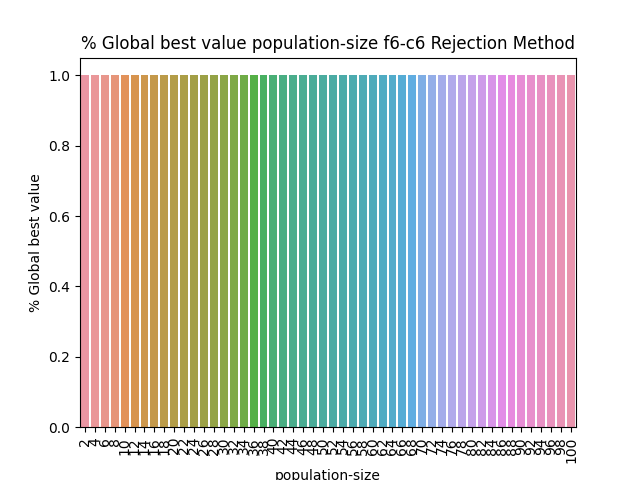 % Global best value population-size f6-c6 Rejection Method
1.0
0.8
0.6
0.4
0.2
0.0
% Global best value
2 4 6 8 10 12 14 16 18 20 22 24 26 28 30 32 34 36 38 40 42 44 46 48 50 52 54 56 58 60 62 64 66 68 70 72 74 76 78 80 82 84 86 88 90 92 94 96 98 100
population-size